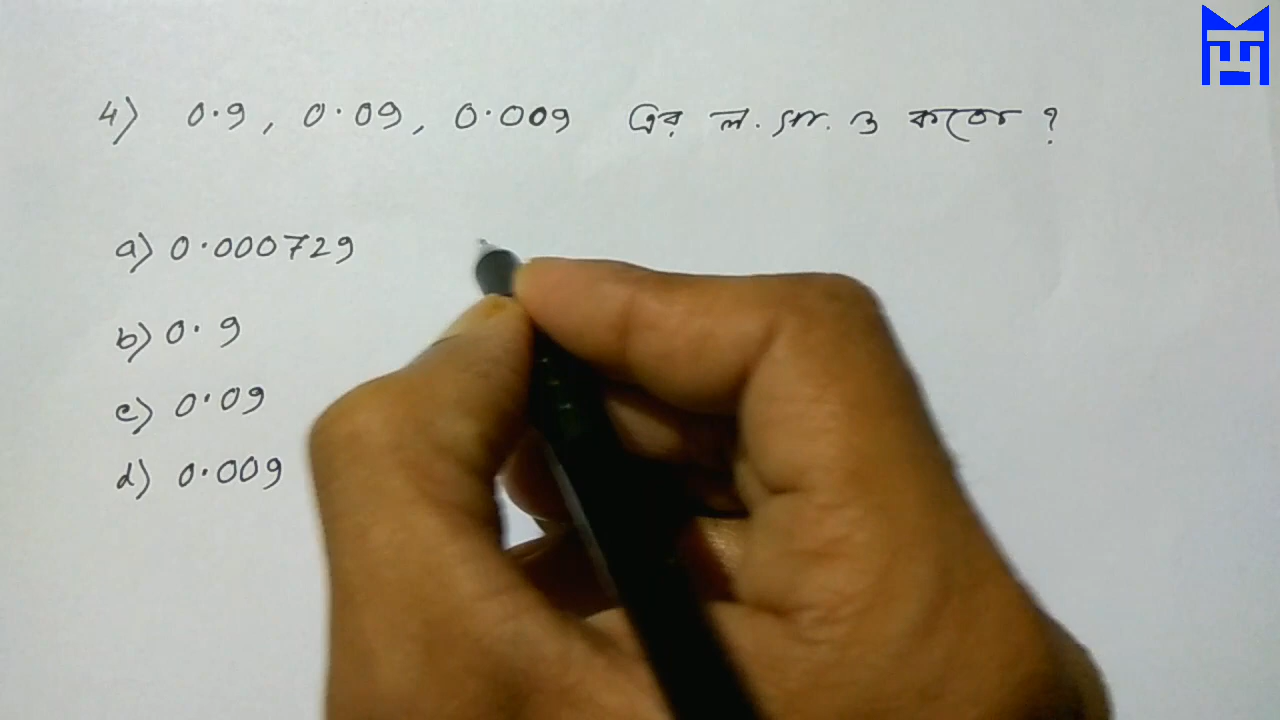 4) 0.9, 0.09, 0.009 এর ল. সা. গু কতো ?
a) 0.000729
b) 0.9
c) 0.09
d) 0.009